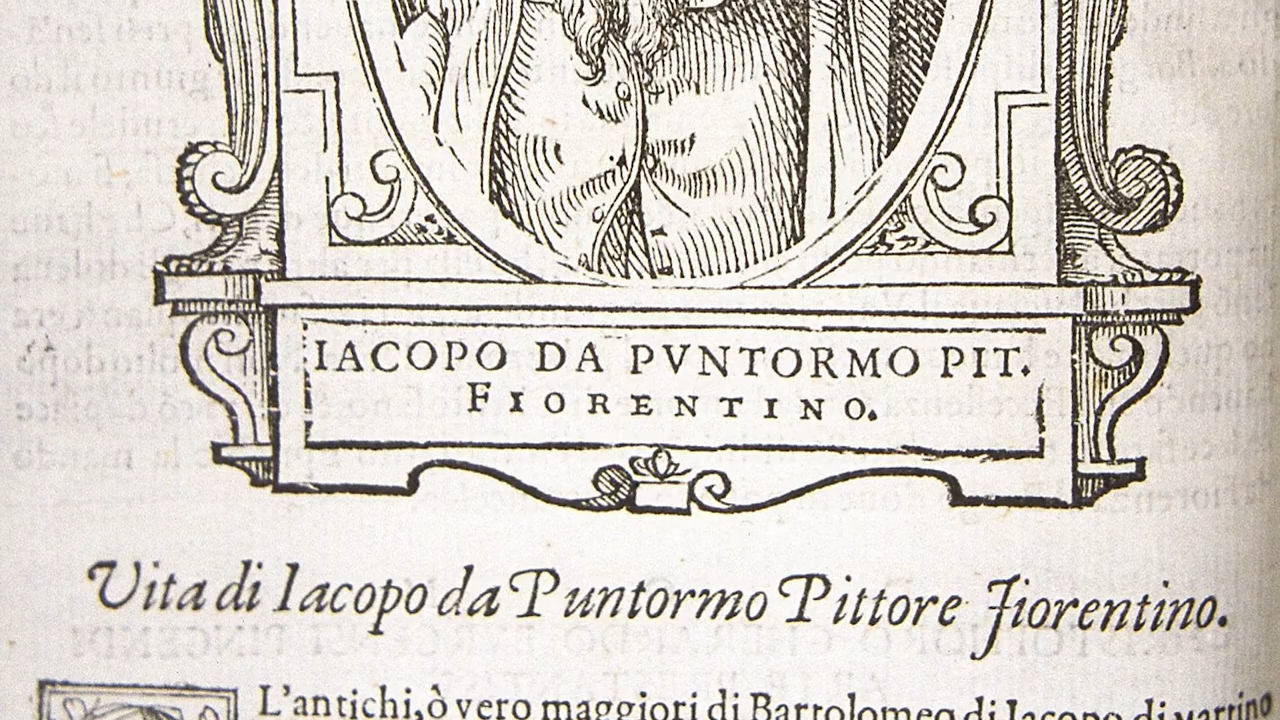 IACOPO DA PVNTORMO PIT.
FIORENTINO.
Vita di Iacopo da Puntormo Pittore Fiorentino.
L'antichi, ò vero maggiori di Bartolomeo di Iacopo di